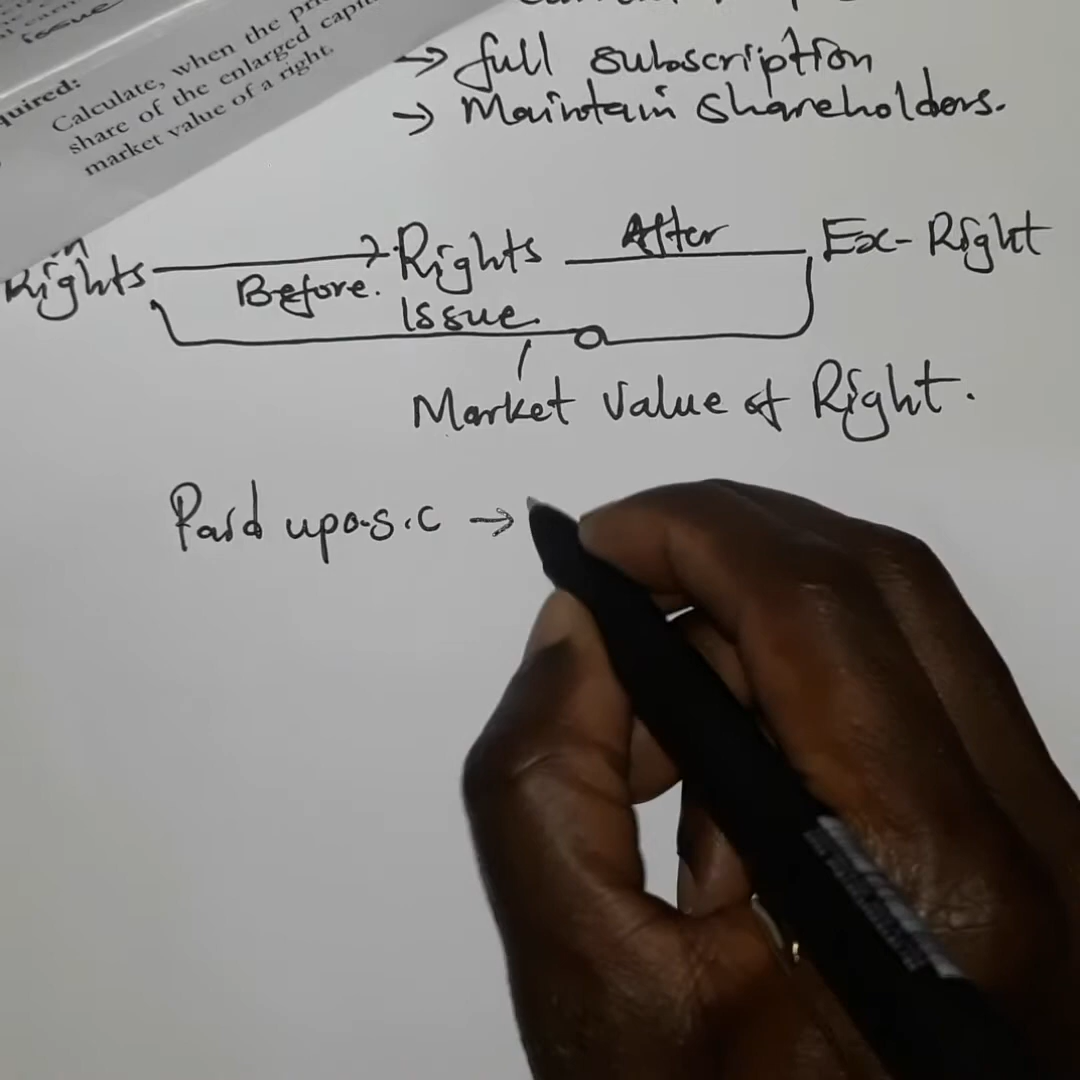 issue
quired:
Calculate, when the
share of the enlarged
market value of a right.
→ full subscription
→ Maintain shareholders.
Rights Before. Rights Issue After Ex-Right
Market Value of Right.
Paid up o.s.c →